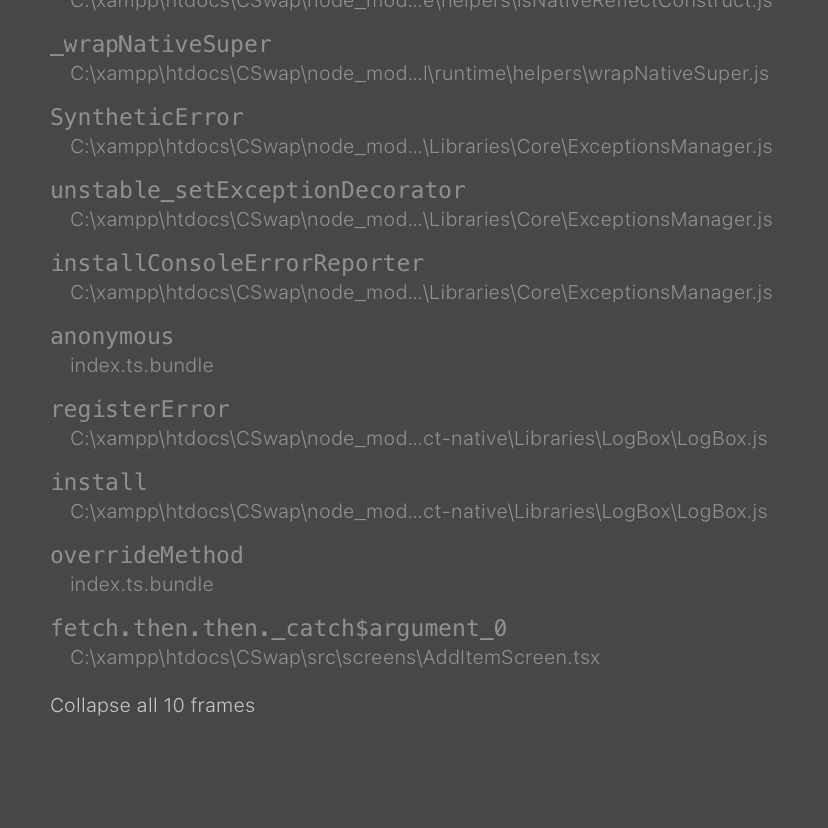 C:\xampp\htdocs\CSwap\node_mod...e\helpers\isNativeReflectConstruct.js
_wrapNativeSuper
C:\xampp\htdocs\CSwap\node_mod...l\runtime\helpers\wrapNativeSuper.js
SyntheticError
C:\xampp\htdocs\CSwap\node_mod...\Libraries\Core\ExceptionsManager.js
unstable_setExceptionDecorator
C:\xampp\htdocs\CSwap\node_mod...\Libraries\Core\ExceptionsManager.js
installConsoleErrorReporter
C:\xampp\htdocs\CSwap\node_mod...\Libraries\Core\ExceptionsManager.js
anonymous
index.ts.bundle
registerError
C:\xampp\htdocs\CSwap\node_mod...ct-native\Libraries\LogBox\LogBox.js
install
C:\xampp\htdocs\CSwap\node_mod...ct-native\Libraries\LogBox\LogBox.js
overrideMethod
index.ts.bundle
fetch.then.then._catch$argument_0
C:\xampp\htdocs\CSwap\src\screens\AddItemScreen.tsx
Collapse all 10 frames